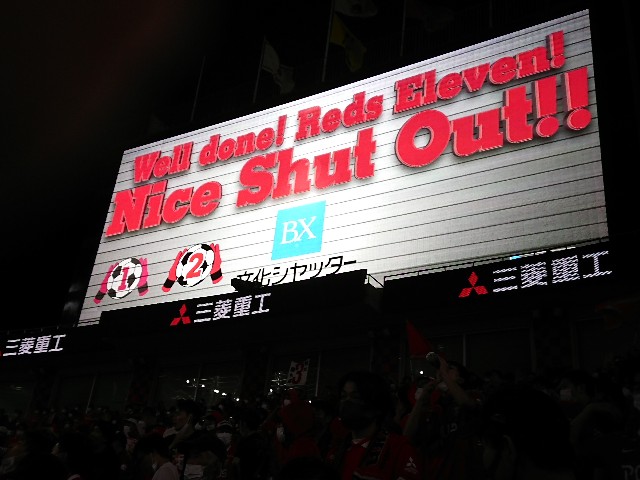 Well done! Reds Eleven!
Nice Shut Out!!
BX
1 2
文化シヤッター
三菱重工
三菱重工
三菱重工